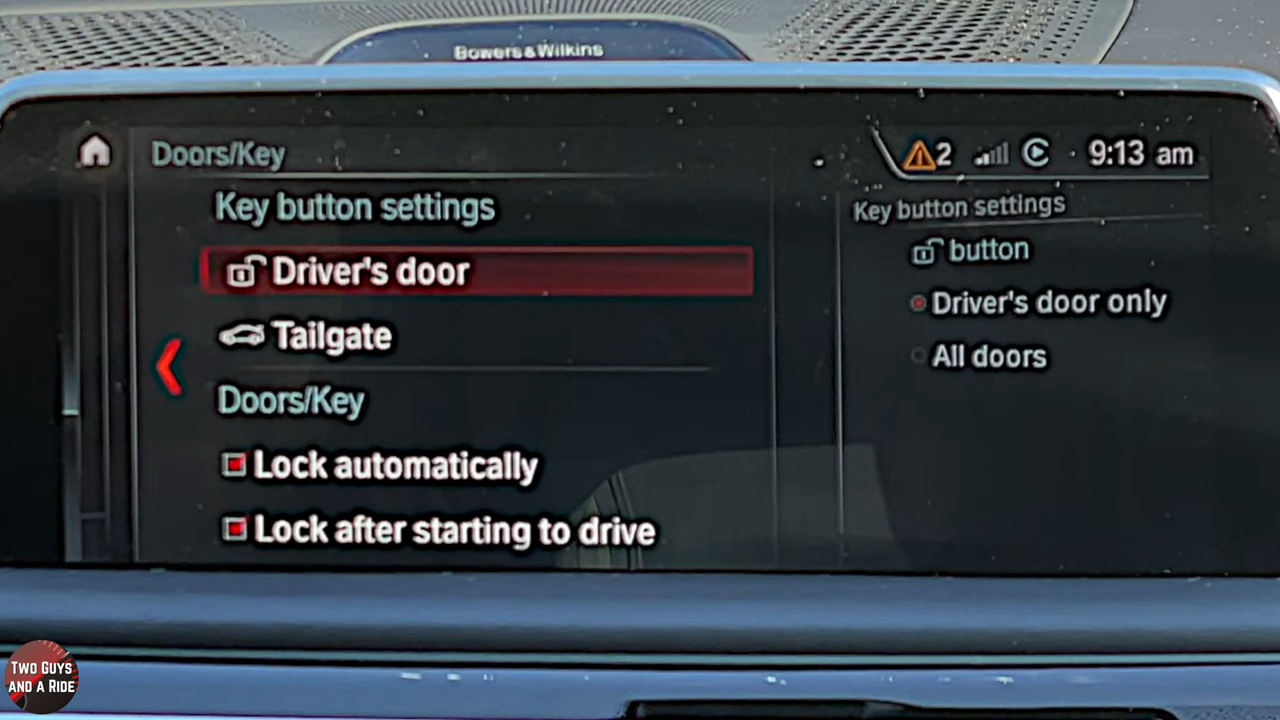 Bowers & Wilkins
Doors/Key
2
9:13 am
Key button settings
Driver's door
Tailgate
Doors/Key
Lock automatically
Lock after starting to drive
Key button settings
button
Driver's door only
All doors
TWO GUYS
AND A RIDE